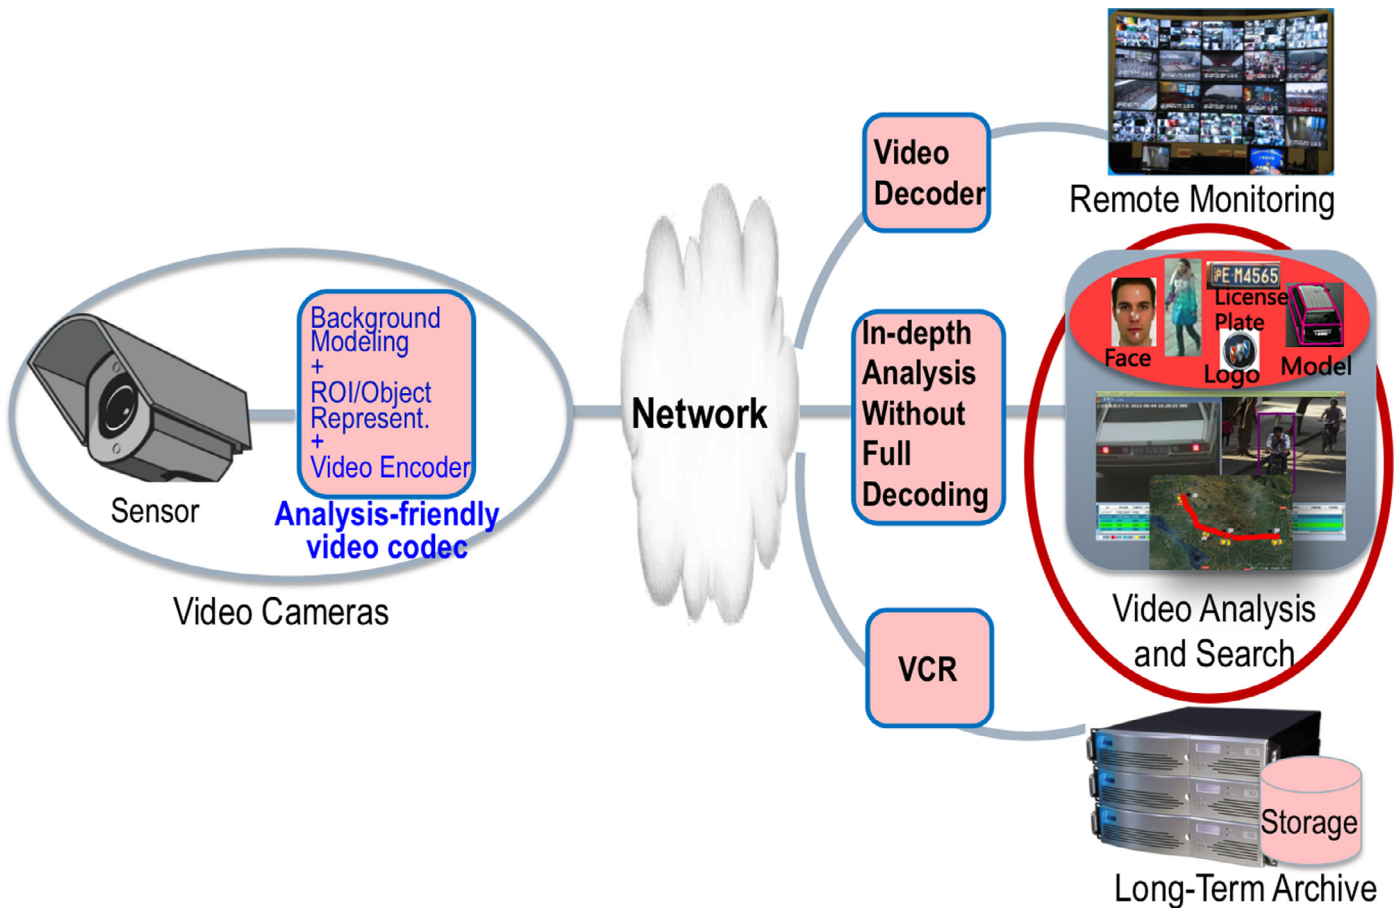 Background
Modeling
+
ROI/Object
Represent.
+
Video Encoder
Sensor
Analysis-friendly
video codec
Video Cameras
Network
Video
Decoder
Remote Monitoring
In-depth
Analysis
Without
Full
Decoding
沪E·M4565
License
Plate
Face
Logo
Model
Video Analysis
and Search
VCR
Storage
Long-Term Archive